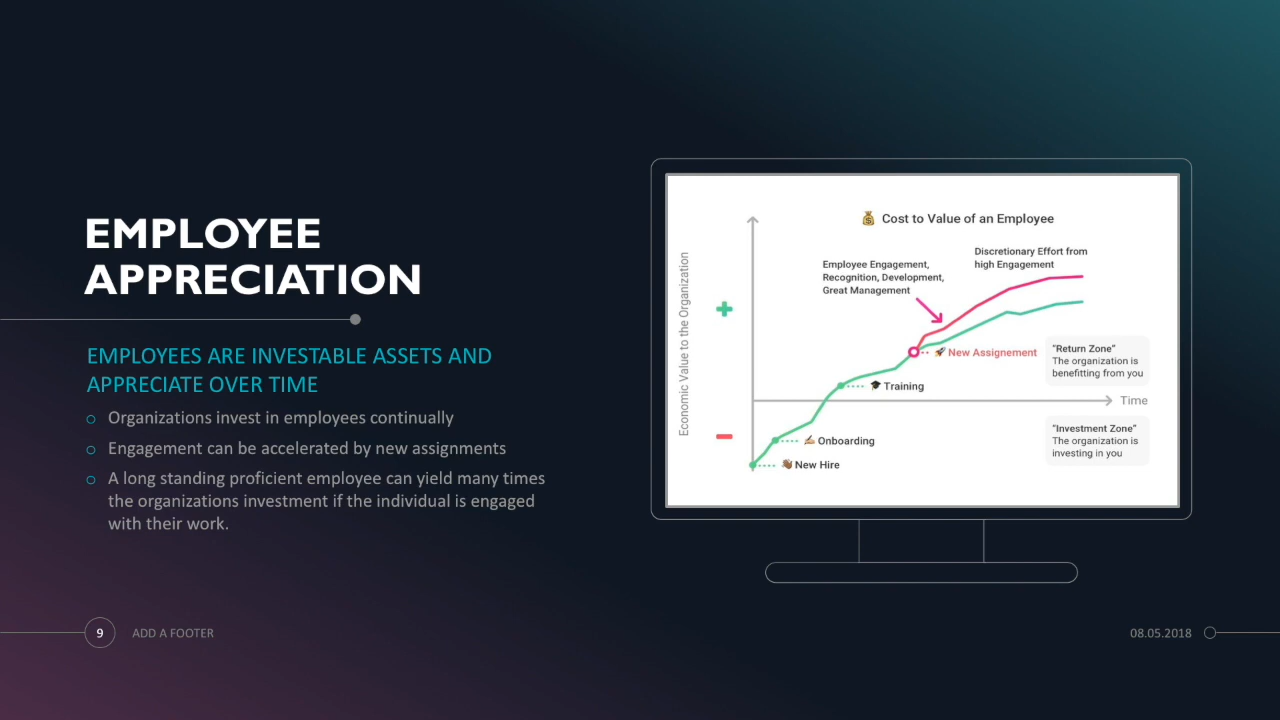 EMPLOYEE
APPRECIATION
EMPLOYEES ARE INVESTABLE ASSETS AND
APPRECIATE OVER TIME
Organizations invest in employees continually
Engagement can be accelerated by new assignments
A long standing proficient employee can yield many times
the organizations investment if the individual is engaged
with their work.
9
ADD A FOOTER
Cost to Value of an Employee
Economic Value to the Organization
Discretionary Effort from
high Engagement
Employee Engagement,
Recognition, Development,
Great Management
New Assignement
"Return Zone"
The organization is
benefitting from you
Training
Time
"Investment Zone"
The organization is
investing in you
Onboarding
New Hire
08.05.2018